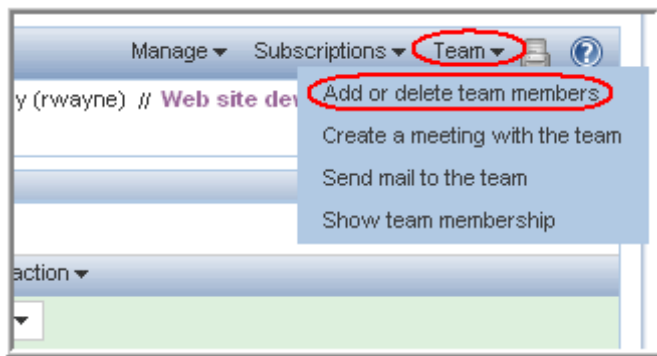 Manage Subscriptions Team ?
Add or delete team members
y (rwayne) // Web site de
Create a meeting with the team
Send mail to the team
Show team membership
action